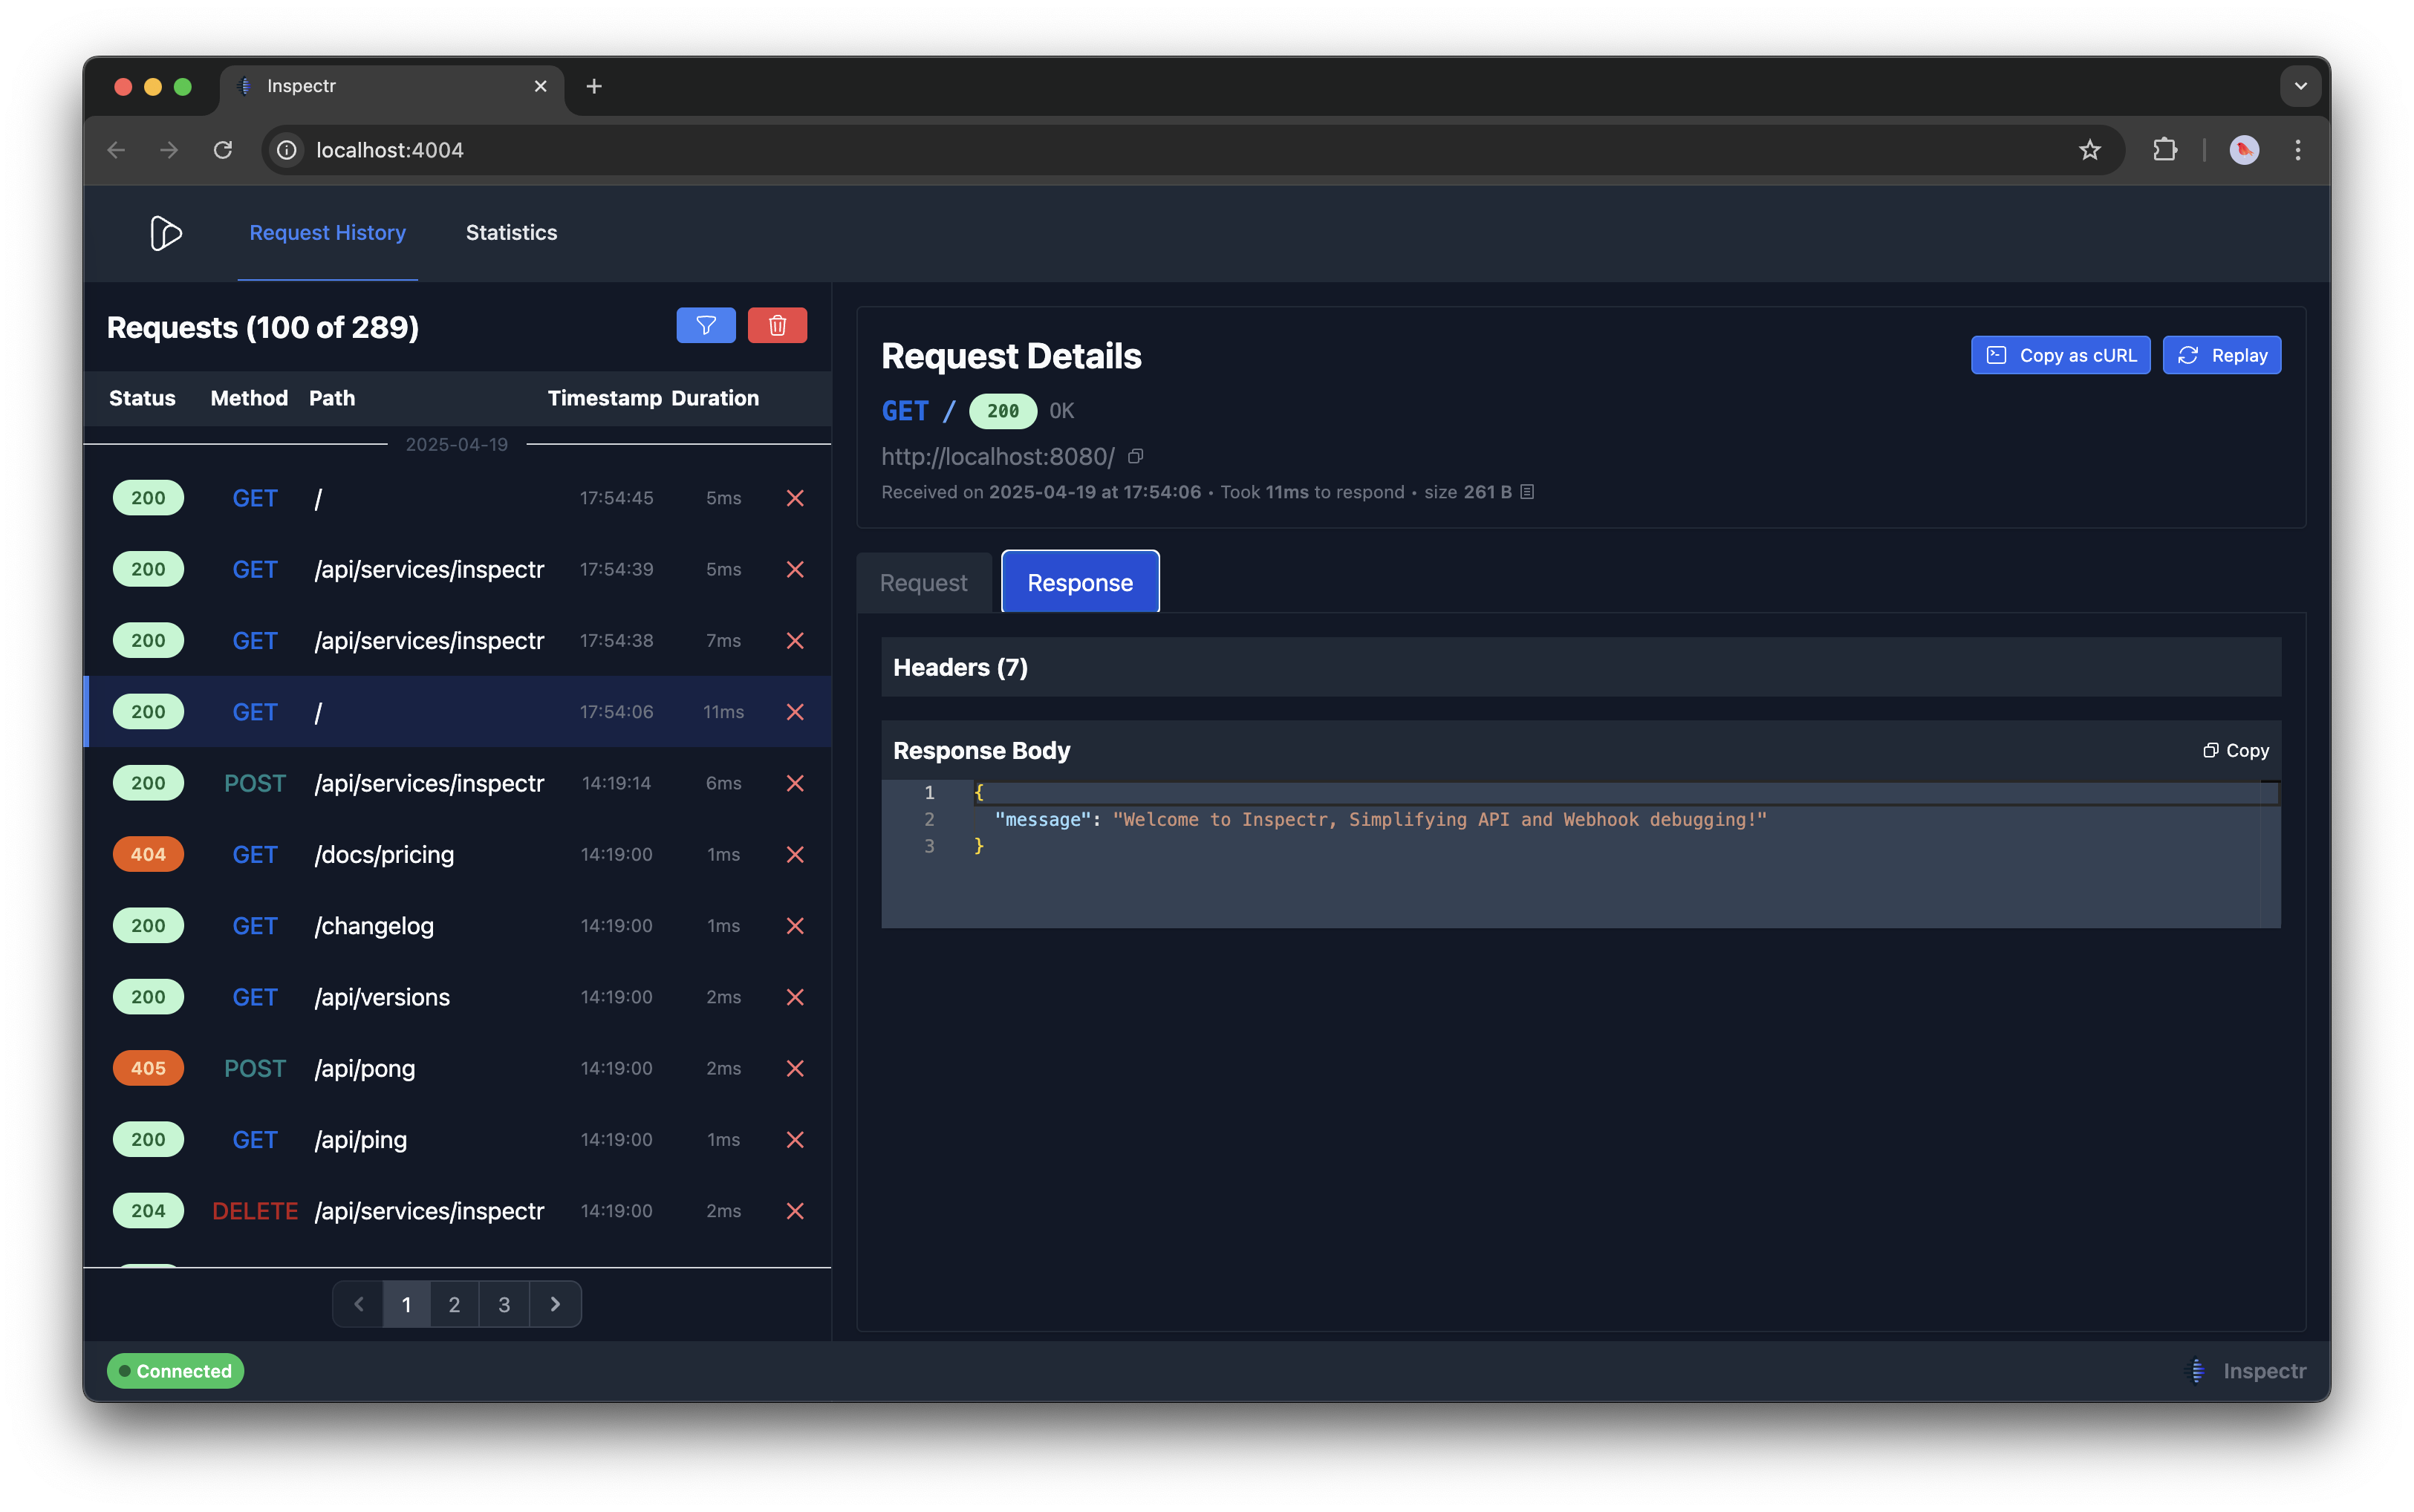 Inspectr
localhost:4004
Request History Statistics
Requests (100 of 289)
Status Method Path Timestamp Duration
2025-04-19
200 GET / 17:54:45 5ms
200 GET /api/services/inspectr 17:54:39 5ms
200 GET /api/services/inspectr 17:54:38 7ms
200 GET / 17:54:06 11ms
200 POST /api/services/inspectr 14:19:14 6ms
404 GET /docs/pricing 14:19:00 1ms
200 GET /changelog 14:19:00 1ms
200 GET /api/versions 14:19:00 2ms
405 POST /api/pong 14:19:00 2ms
200 GET /api/ping 14:19:00 1ms
204 DELETE /api/services/inspectr 14:19:00 2ms
1 2 3
Request Details
Copy as cURL Replay
GET / 200 OK
http://localhost:8080/
Received on 2025-04-19 at 17:54:06 • Took 11ms to respond • size 261 B
Request Response
Headers (7)
Response Body Copy
1 {
2 "message": "Welcome to Inspectr, Simplifying API and Webhook debugging!"
3 }
Connected
Inspectr